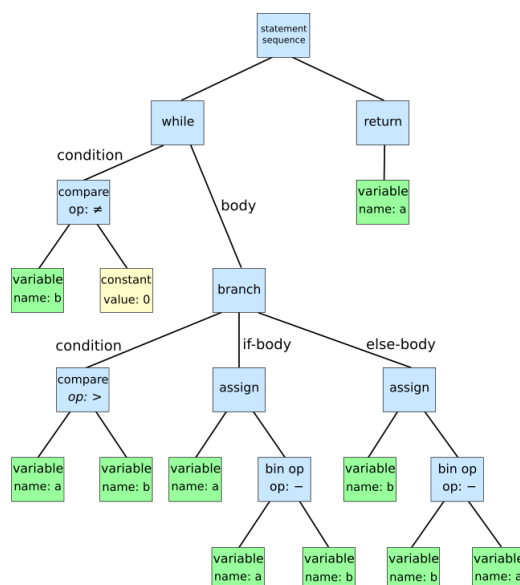 statement
sequence
while
return
condition
compare
op: ≠
body
variable
name: a
variable
name: b
constant
value: 0
branch
condition
if-body
else-body
compare
op: >
assign
assign
variable
name: a
variable
name: b
variable
name: a
bin op
op: −
variable
name: b
bin op
op: −
variable
name: a
variable
name: b
variable
name: b
variable
name: a